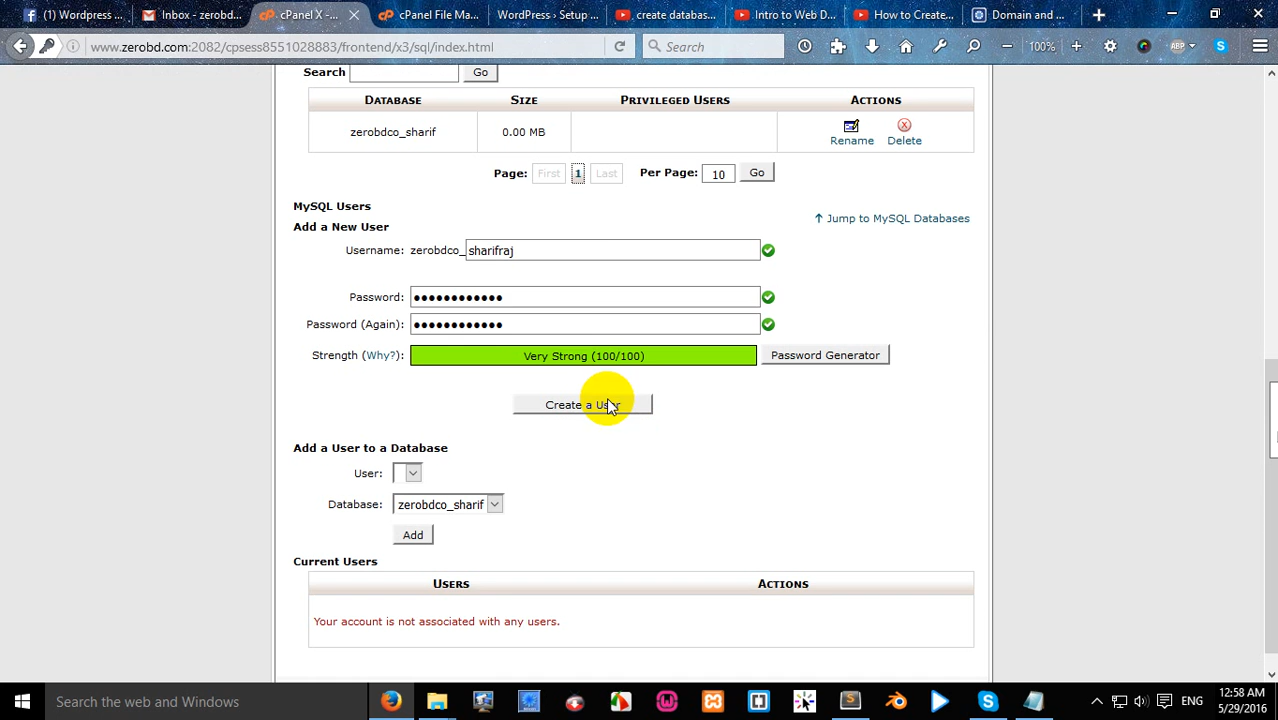 (1) Wordpress ...
Inbox - zerobd...
cPanel X -...
cPanel File Ma...
WordPress › Setup ...
create databas...
Intro to Web D...
How to Create...
Domain and ...
www.zerobd.com:2082/cpsess8551028883/frontend/x3/sql/index.html
Search
100%
ABP
Search
Go
DATABASE SIZE PRIVILEGED USERS ACTIONS
zerobdco_sharif 0.00 MB Rename Delete
Page: First 1 Last Per Page: 10 Go
MySQL Users
Jump to MySQL Databases
Add a New User
Username: zerobdco_ sharifraj
Password: ●●●●●●●●●●●●
Password (Again): ●●●●●●●●●●●●
Strength (Why?): Very Strong (100/100) Password Generator
Create a User
Add a User to a Database
User:
Database: zerobdco_sharif
Add
Current Users
USERS ACTIONS
Your account is not associated with any users.
Search the web and Windows
ENG
12:58 AM
5/29/2016